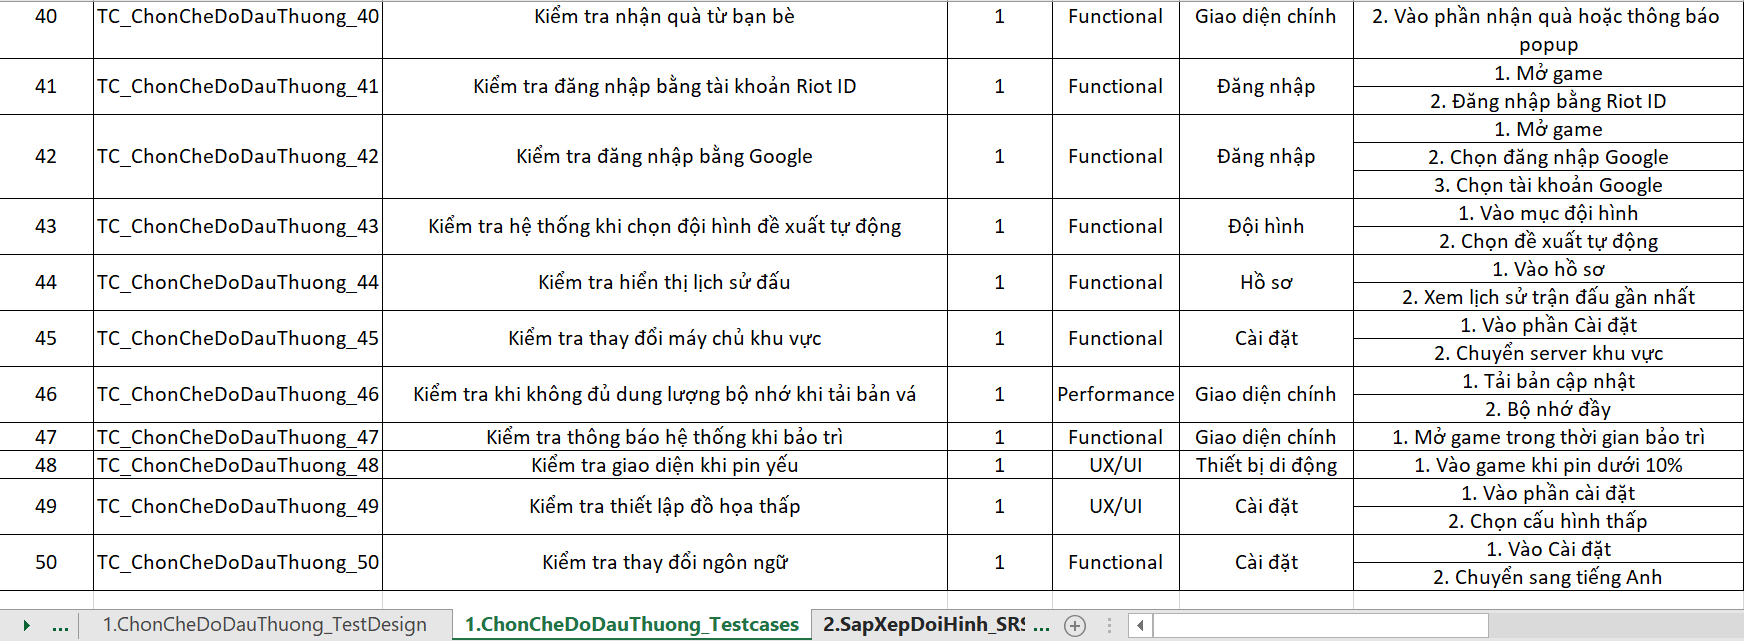 40 TC_ChonCheDoDauThuong_40 Kiểm tra nhận quà từ bạn bè 1 Functional Giao diện chính 2. Vào phần nhận quà hoặc thông báo popup
41 TC_ChonCheDoDauThuong_41 Kiểm tra đăng nhập bằng tài khoản Riot ID 1 Functional Đăng nhập 1. Mở game
2. Đăng nhập bằng Riot ID
42 TC_ChonCheDoDauThuong_42 Kiểm tra đăng nhập bằng Google 1 Functional Đăng nhập 1. Mở game
2. Chọn đăng nhập Google
3. Chọn tài khoản Google
43 TC_ChonCheDoDauThuong_43 Kiểm tra hệ thống khi chọn đội hình đề xuất tự động 1 Functional Đội hình 1. Vào mục đội hình
2. Chọn đề xuất tự động
44 TC_ChonCheDoDauThuong_44 Kiểm tra hiển thị lịch sử đấu 1 Functional Hồ sơ 1. Vào hồ sơ
2. Xem lịch sử trận đấu gần nhất
45 TC_ChonCheDoDauThuong_45 Kiểm tra thay đổi máy chủ khu vực 1 Functional Cài đặt 1. Vào phần Cài đặt
2. Chuyển server khu vực
46 TC_ChonCheDoDauThuong_46 Kiểm tra khi không đủ dung lượng bộ nhớ khi tải bản vá 1 Performance Giao diện chính 1. Tải bản cập nhật
2. Bộ nhớ đầy
47 TC_ChonCheDoDauThuong_47 Kiểm tra thông báo hệ thống khi bảo trì 1 Functional Giao diện chính 1. Mở game trong thời gian bảo trì
48 TC_ChonCheDoDauThuong_48 Kiểm tra giao diện khi pin yếu 1 UX/UI Thiết bị di động 1. Vào game khi pin dưới 10%
49 TC_ChonCheDoDauThuong_49 Kiểm tra thiết lập đồ họa thấp 1 UX/UI Cài đặt 1. Vào phần cài đặt
2. Chọn cấu hình thấp
50 TC_ChonCheDoDauThuong_50 Kiểm tra thay đổi ngôn ngữ 1 Functional Cài đặt 1. Vào Cài đặt
2. Chuyển sang tiếng Anh
... 1.ChonCheDoDauThuong_TestDesign 1.ChonCheDoDauThuong_Testcases 2.SapXepDoiHinh_SRS ...